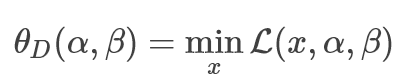 θ_D(α, β) = min_x ℒ(x, α, β)